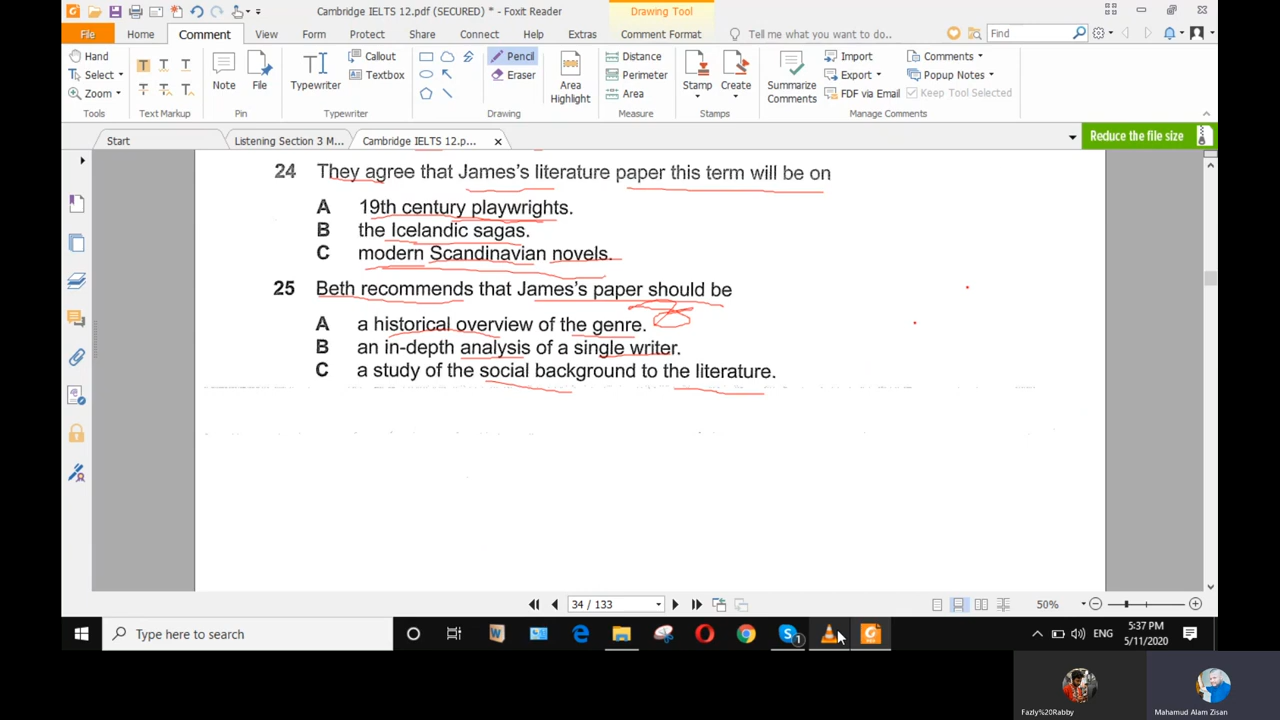 Cambridge IELTS 12.pdf (SECURED) * - Foxit Reader
Drawing Tool
File Home Comment View Form Protect Share Connect Help Extras Comment Format Tell me what you want to do.. Find
Hand Select Zoom Tools
Text Markup
Note File Pin
Typewriter Callout Textbox Typewriter
Pencil Eraser Drawing
Area Highlight
Distance Perimeter Area Measure
Stamp Create Stamps
Summarize Comments
Import Export FDF via Email
Comments Popup Notes Keep Tool Selected
Manage Comments
Start Listening Section 3 M... Cambridge IELTS 12.pdf... Reduce the file size
24 They agree that James's literature paper this term will be on
A 19th century playwrights.
B the Icelandic sagas.
C modern Scandinavian novels.
25 Beth recommends that James's paper should be
A a historical overview of the genre.
B an in-depth analysis of a single writer.
C a study of the social background to the literature.
34 / 133 50%
Type here to search 1 ENG 5:37 PM
5/11/2020
Fazly%20Rabby Mahamud Alam Zisan